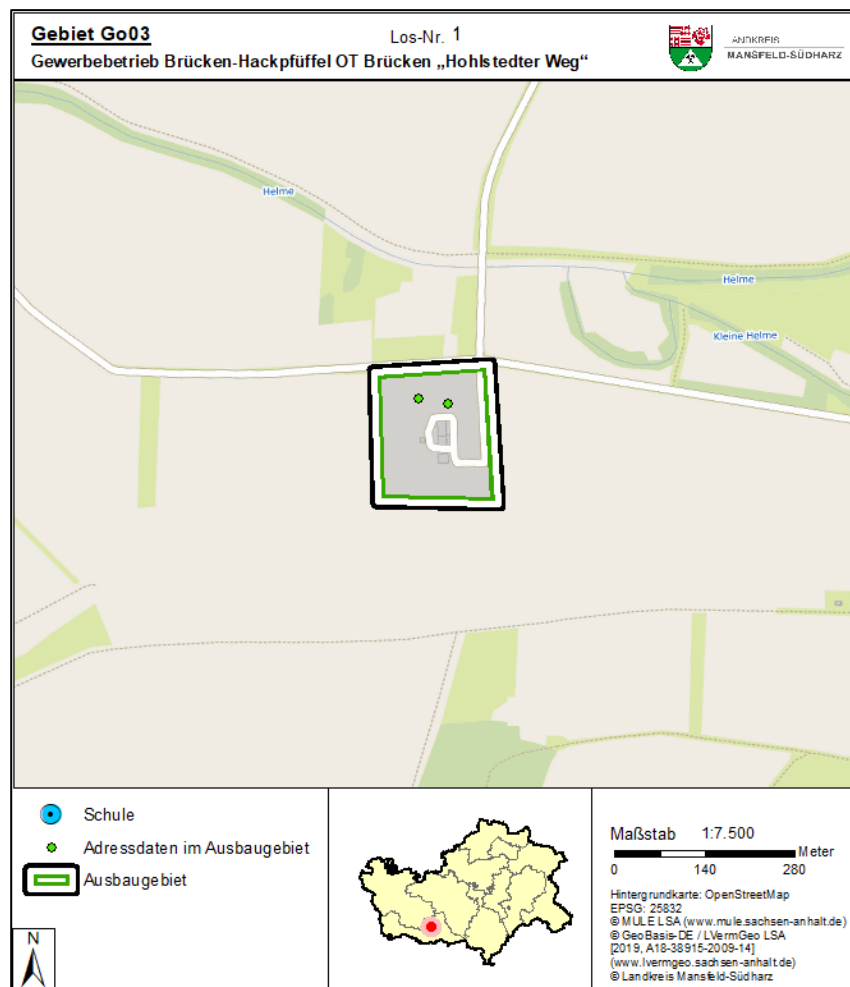 Gebiet Go03
Los-Nr. 1
Gewerbebetrieb Brücken-Hackpfüffel OT Brücken „Hohlstedter Weg“
ANDKREIS
MANSFELD-SÜDHARZ
Helme
Helme
Kleine Helme
Schule
Adressdaten im Ausbaugebiet
Ausbaugebiet
N
Maßstab 1:7.500
Meter
0 140 280
Hintergrundkarte: OpenStreetMap
EPSG: 25832
© MULE LSA (www.mule.sachsen-anhalt.de)
© GeoBasis-DE / LVermGeo LSA
[2019, A18-38915-2009-14]
(www.lvermgeo.sachsen-anhalt.de)
© Landkreis Mansfeld-Südharz